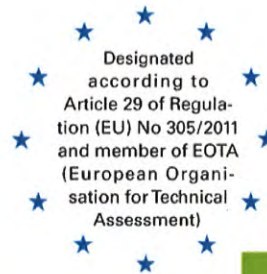 Designated
according to
Article 29 of Regula-
tion (EU) No 305/2011
and member of EOTA
(European Organi-
sation for Technical
Assessment)